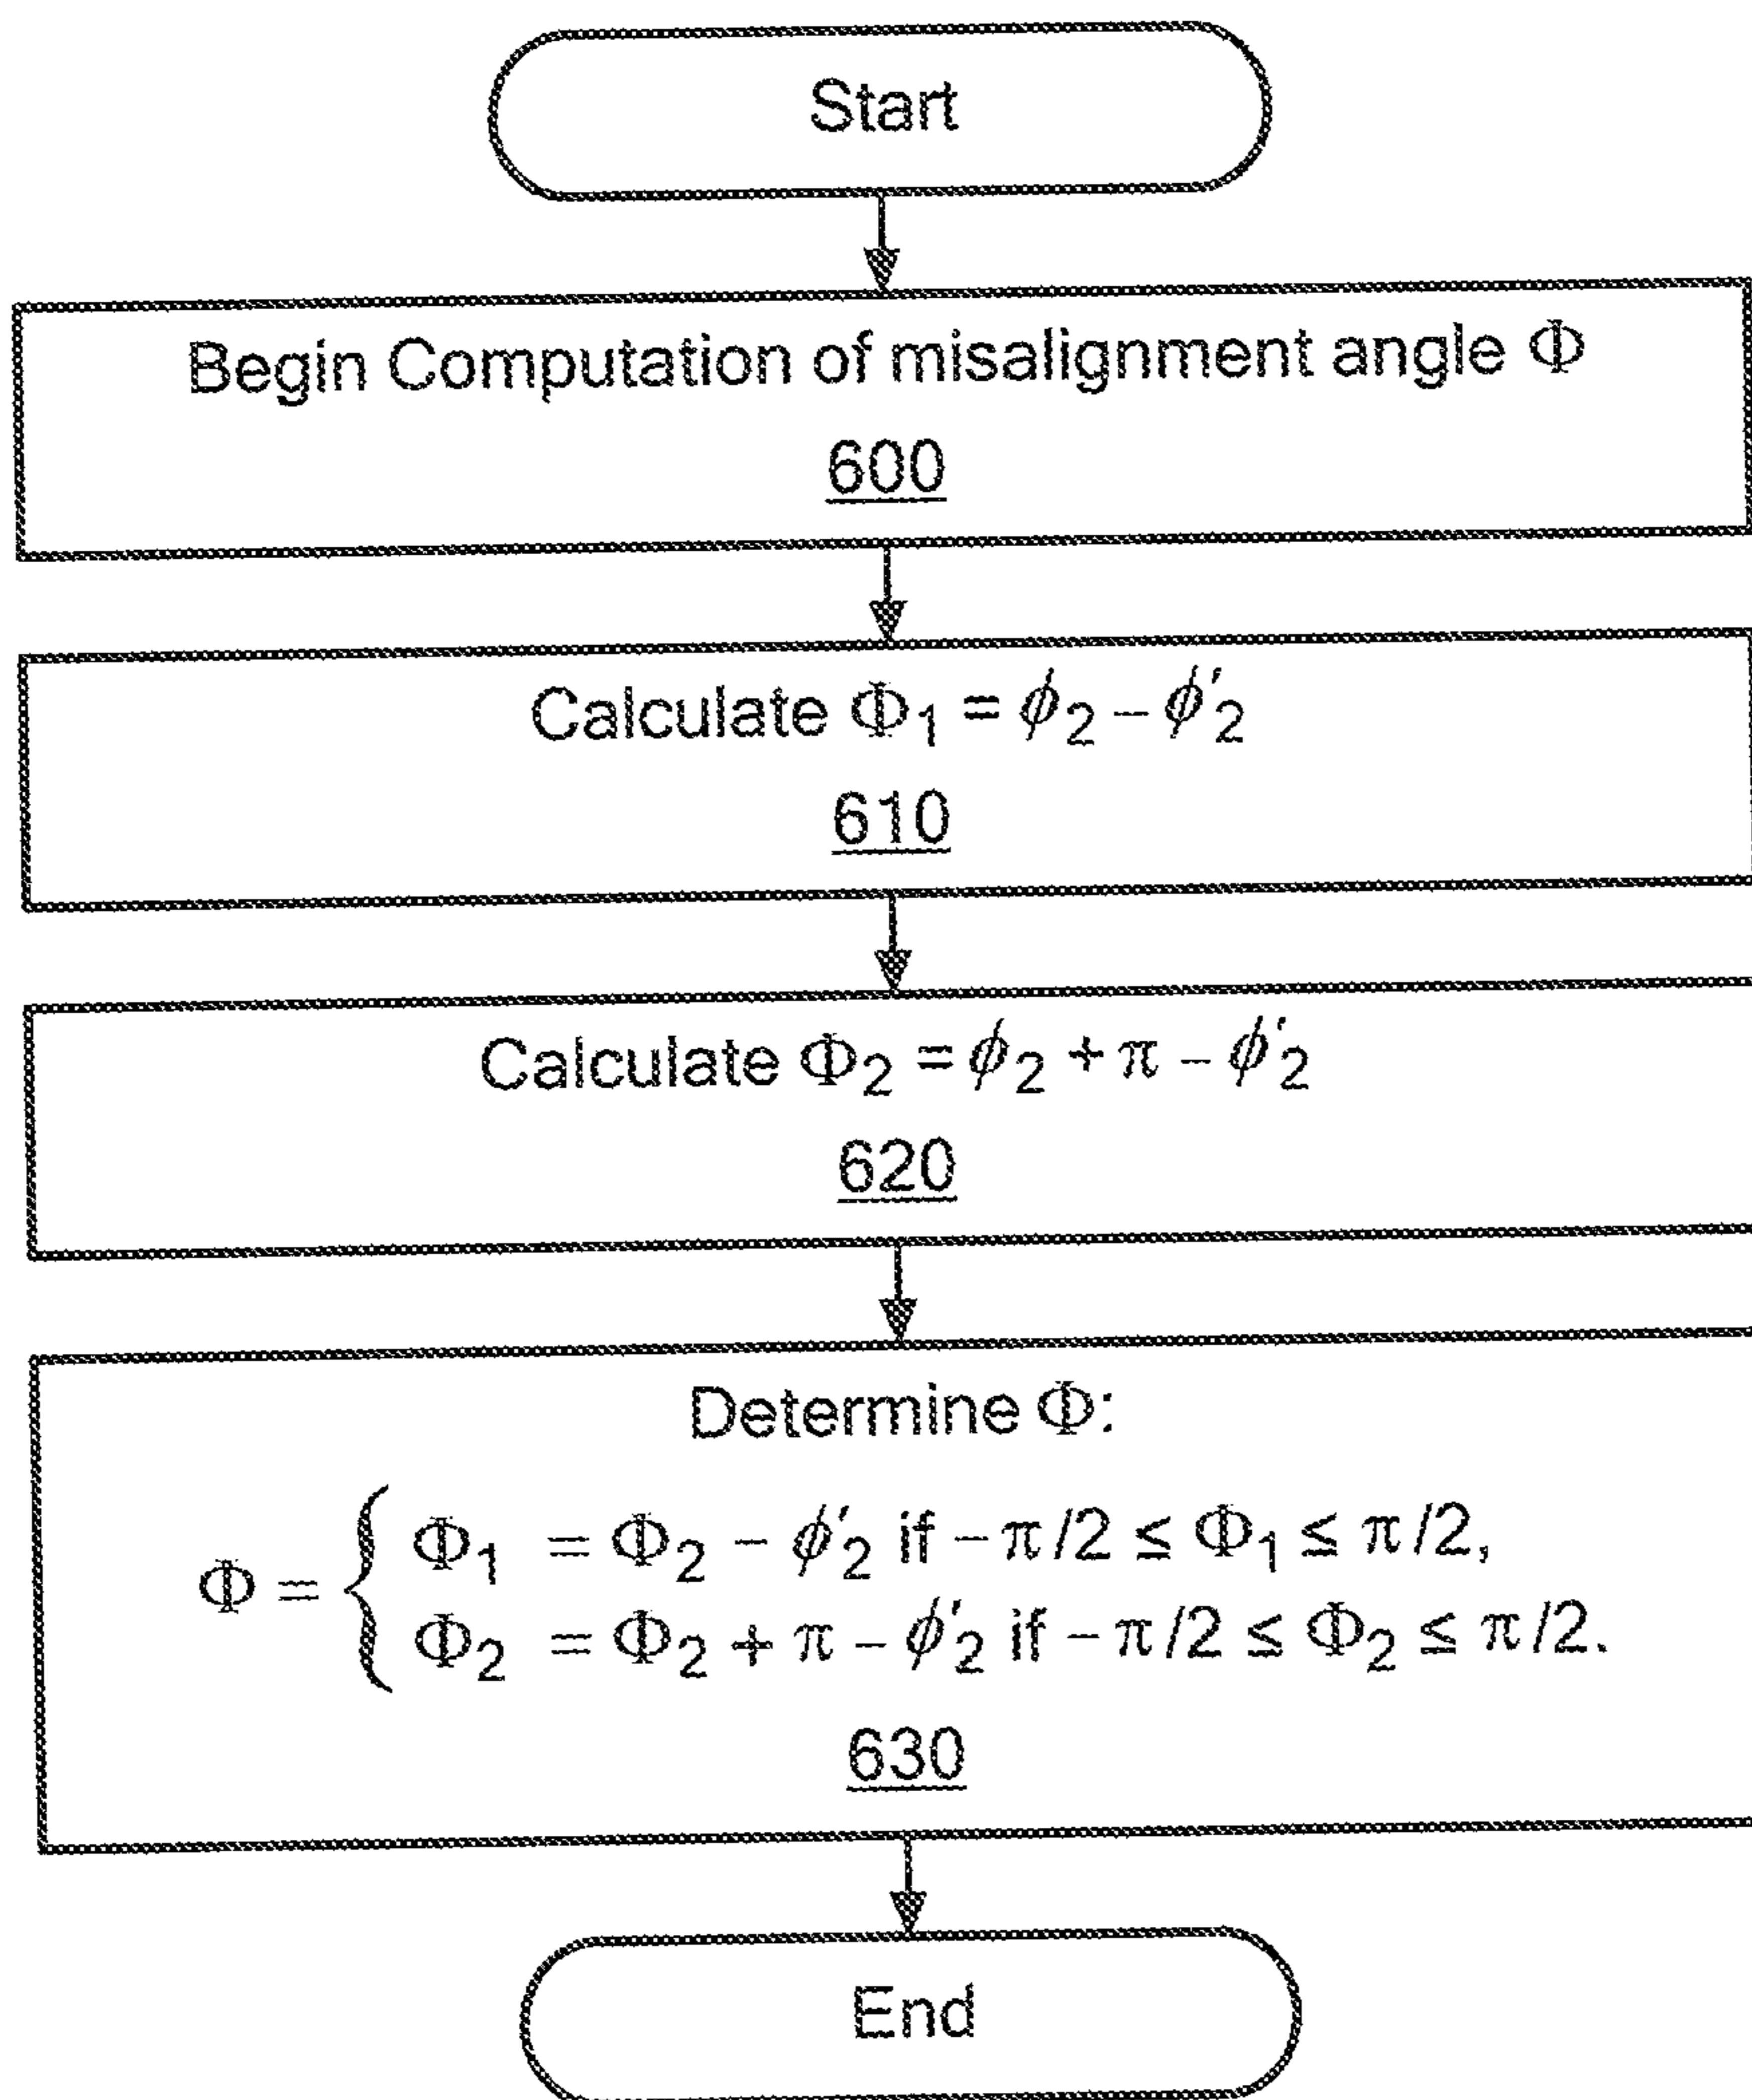 Start
Begin Computation of misalignment angle Φ
600
Calculate Φ₁ = ϕ₂ – ϕ′₂
610
Calculate Φ₂ = ϕ₂ + π – ϕ′₂
620
Determine Φ:
Φ = { Φ₁ = Φ₂ – ϕ′₂ if – π/2 ≤ Φ₁ ≤ π/2,
Φ₂ = Φ₂ + π – ϕ′₂ if – π/2 ≤ Φ₂ ≤ π/2.
630
End